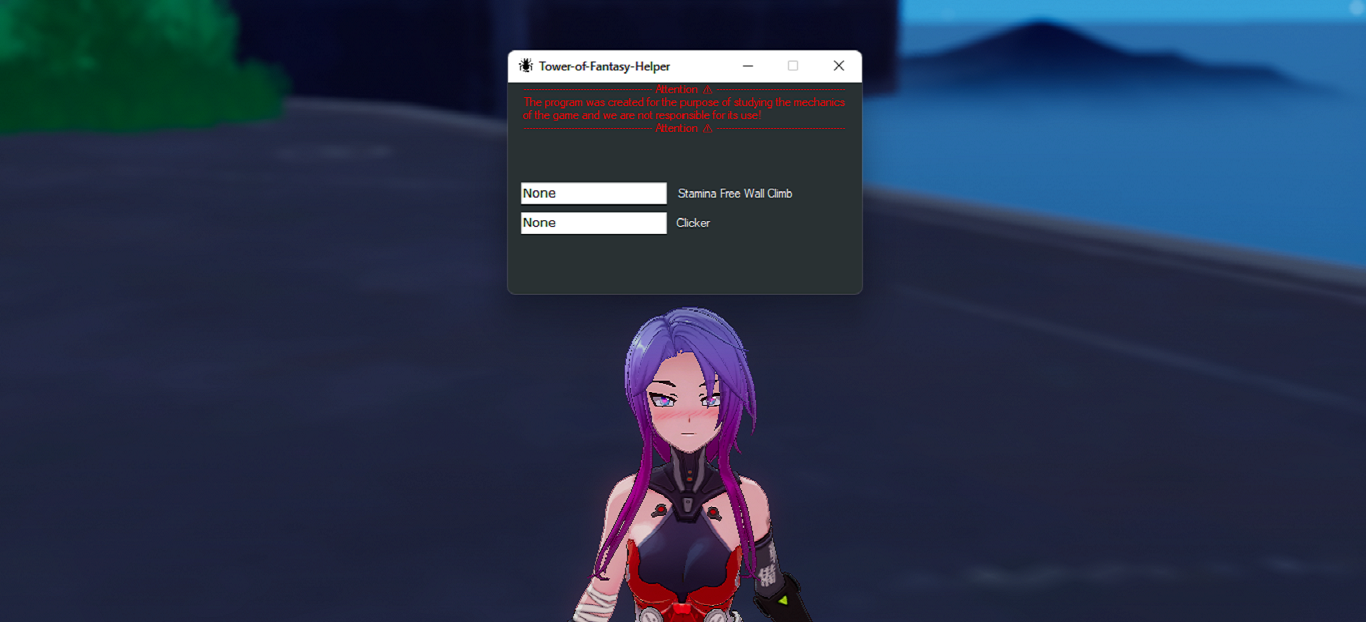 Tower-of-Fantasy-Helper
Attention ⚠
The program was created for the purpose of studying the mechanics
of the game and we are not responsible for its use!
Attention ⚠
None Stamina Free Wall Climb
None Clicker